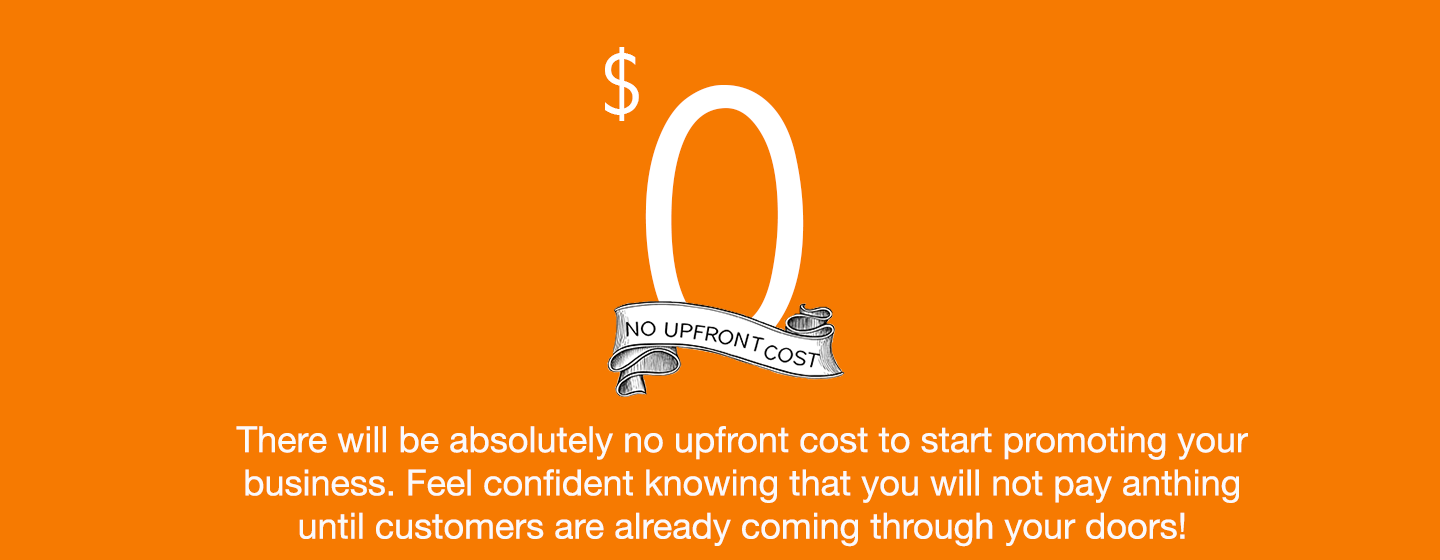 $0
NO UPFRONT COST
There will be absolutely no upfront cost to start promoting your
business. Feel confident knowing that you will not pay anthing
until customers are already coming through your doors!